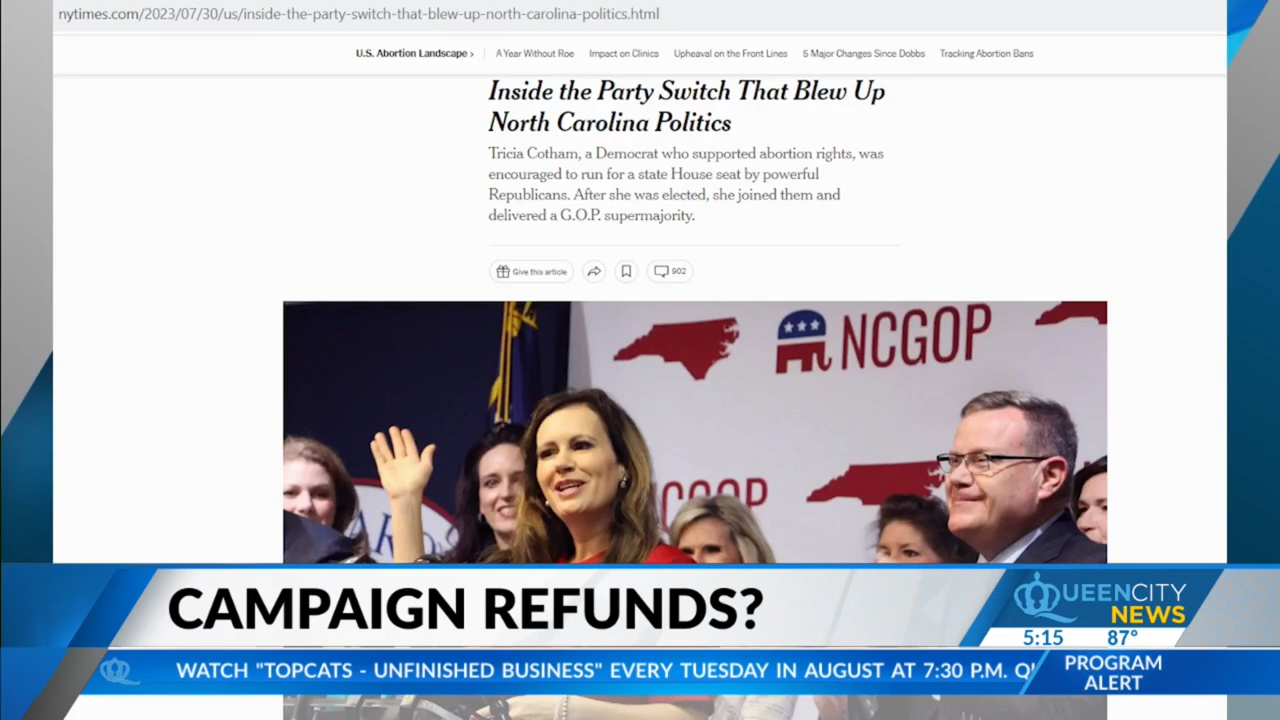 nytimes.com/2023/07/30/us/inside-the-party-switch-that-blew-up-north-carolina-politics.html
U.S. Abortion Landscape › A Year Without Roe Impact on Clinics Upheaval on the Front Lines 5 Major Changes Since Dobbs Tracking Abortion Bans
Inside the Party Switch That Blew Up
North Carolina Politics
Tricia Cotham, a Democrat who supported abortion rights, was
encouraged to run for a state House seat by powerful
Republicans. After she was elected, she joined them and
delivered a G.O.P. supermajority.
Give this article 902
NCGOP
CAMPAIGN REFUNDS?
QUEENCITY
NEWS
5:15 87°
WATCH "TOPCATS - UNFINISHED BUSINESS" EVERY TUESDAY IN AUGUST AT 7:30 P.M.
PROGRAM
ALERT